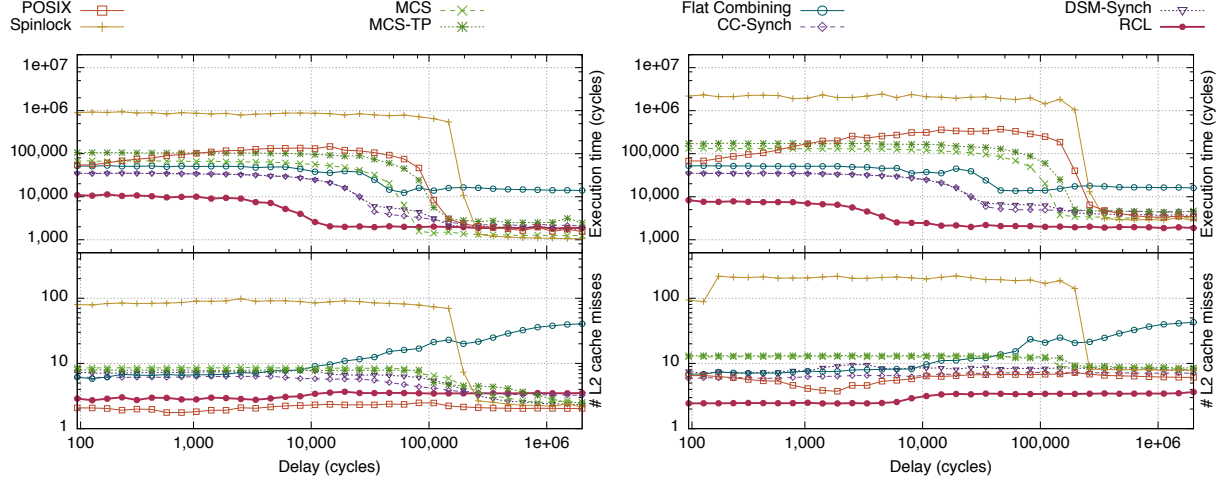 POSIX
Spinlock
MCS
MCS-TP
Flat Combining
CC-Synch
DSM-Synch
RCL
1e+07
1e+06
100,000
10,000
1,000
Execution time (cycles)
100
10
1
# L2 cache misses
100 1,000 10,000 100,000 1e+06
Delay (cycles)
1e+07
1e+06
100,000
10,000
1,000
Execution time (cycles)
100
10
1
# L2 cache misses
100 1,000 10,000 100,000 1e+06
Delay (cycles)